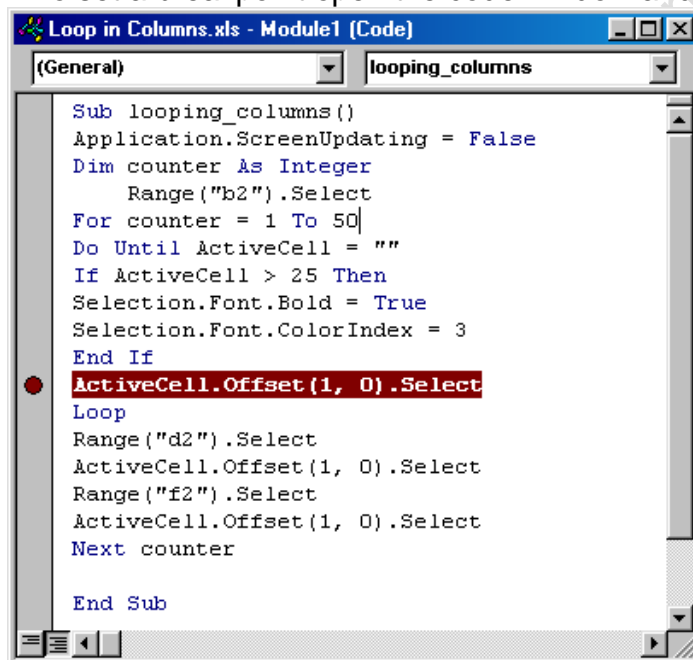 Loop in Columns.xls - Module1 (Code)
(General) looping_columns
Sub looping_columns()
Application.ScreenUpdating = False
Dim counter As Integer
Range("b2").Select
For counter = 1 To 50
Do Until ActiveCell = ""
If ActiveCell > 25 Then
Selection.Font.Bold = True
Selection.Font.ColorIndex = 3
End If
ActiveCell.Offset(1, 0).Select
Loop
Range("d2").Select
ActiveCell.Offset(1, 0).Select
Range("f2").Select
ActiveCell.Offset(1, 0).Select
Next counter
End Sub